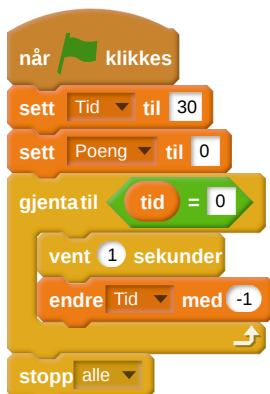 når klikkes
sett Tid til 30
sett Poeng til 0
gjenta til tid = 0
vent 1 sekunder
endre Tid med -1
stopp alle